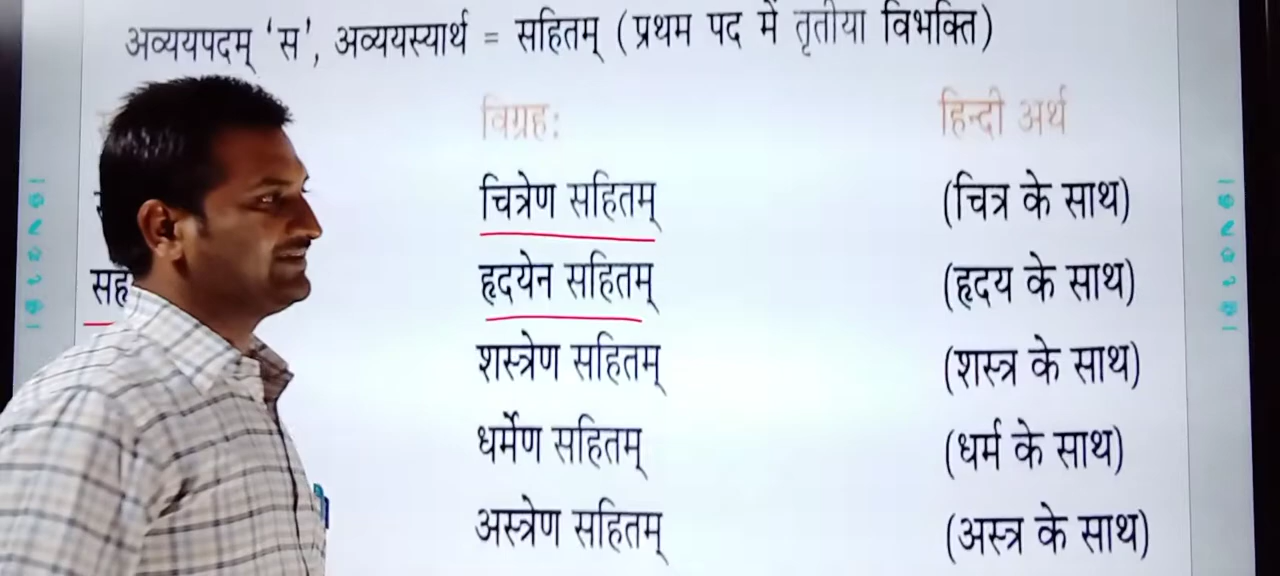 अव्ययपदम् 'स', अव्ययस्यार्थ = सहितम् (प्रथम पद में तृतीया विभक्ति)
विग्रहः हिन्दी अर्थ
चित्रेण सहितम् (चित्र के साथ)
हृदयेन सहितम् (हृदय के साथ)
शस्त्रेण सहितम् (शस्त्र के साथ)
धर्मेण सहितम् (धर्म के साथ)
अस्त्रेण सहितम् (अस्त्र के साथ)